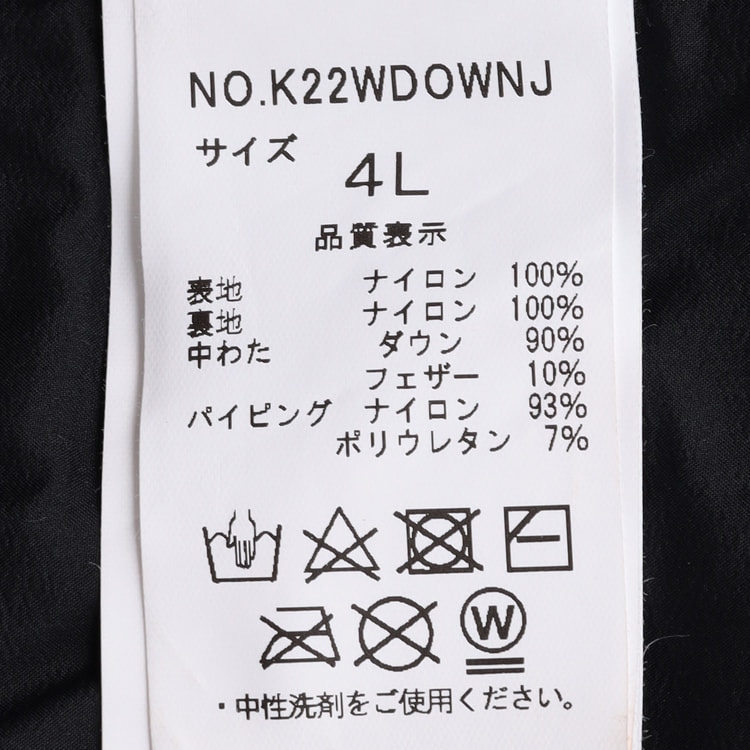 NO.K22WDOWNJ
サイズ
4L
品質表示
表地 ナイロン 100%
裏地 ナイロン 100%
中わた ダウン 90%
フェザー 10%
パイピング ナイロン 93%
ポリウレタン 7%
W
・中性洗剤をご使用ください。